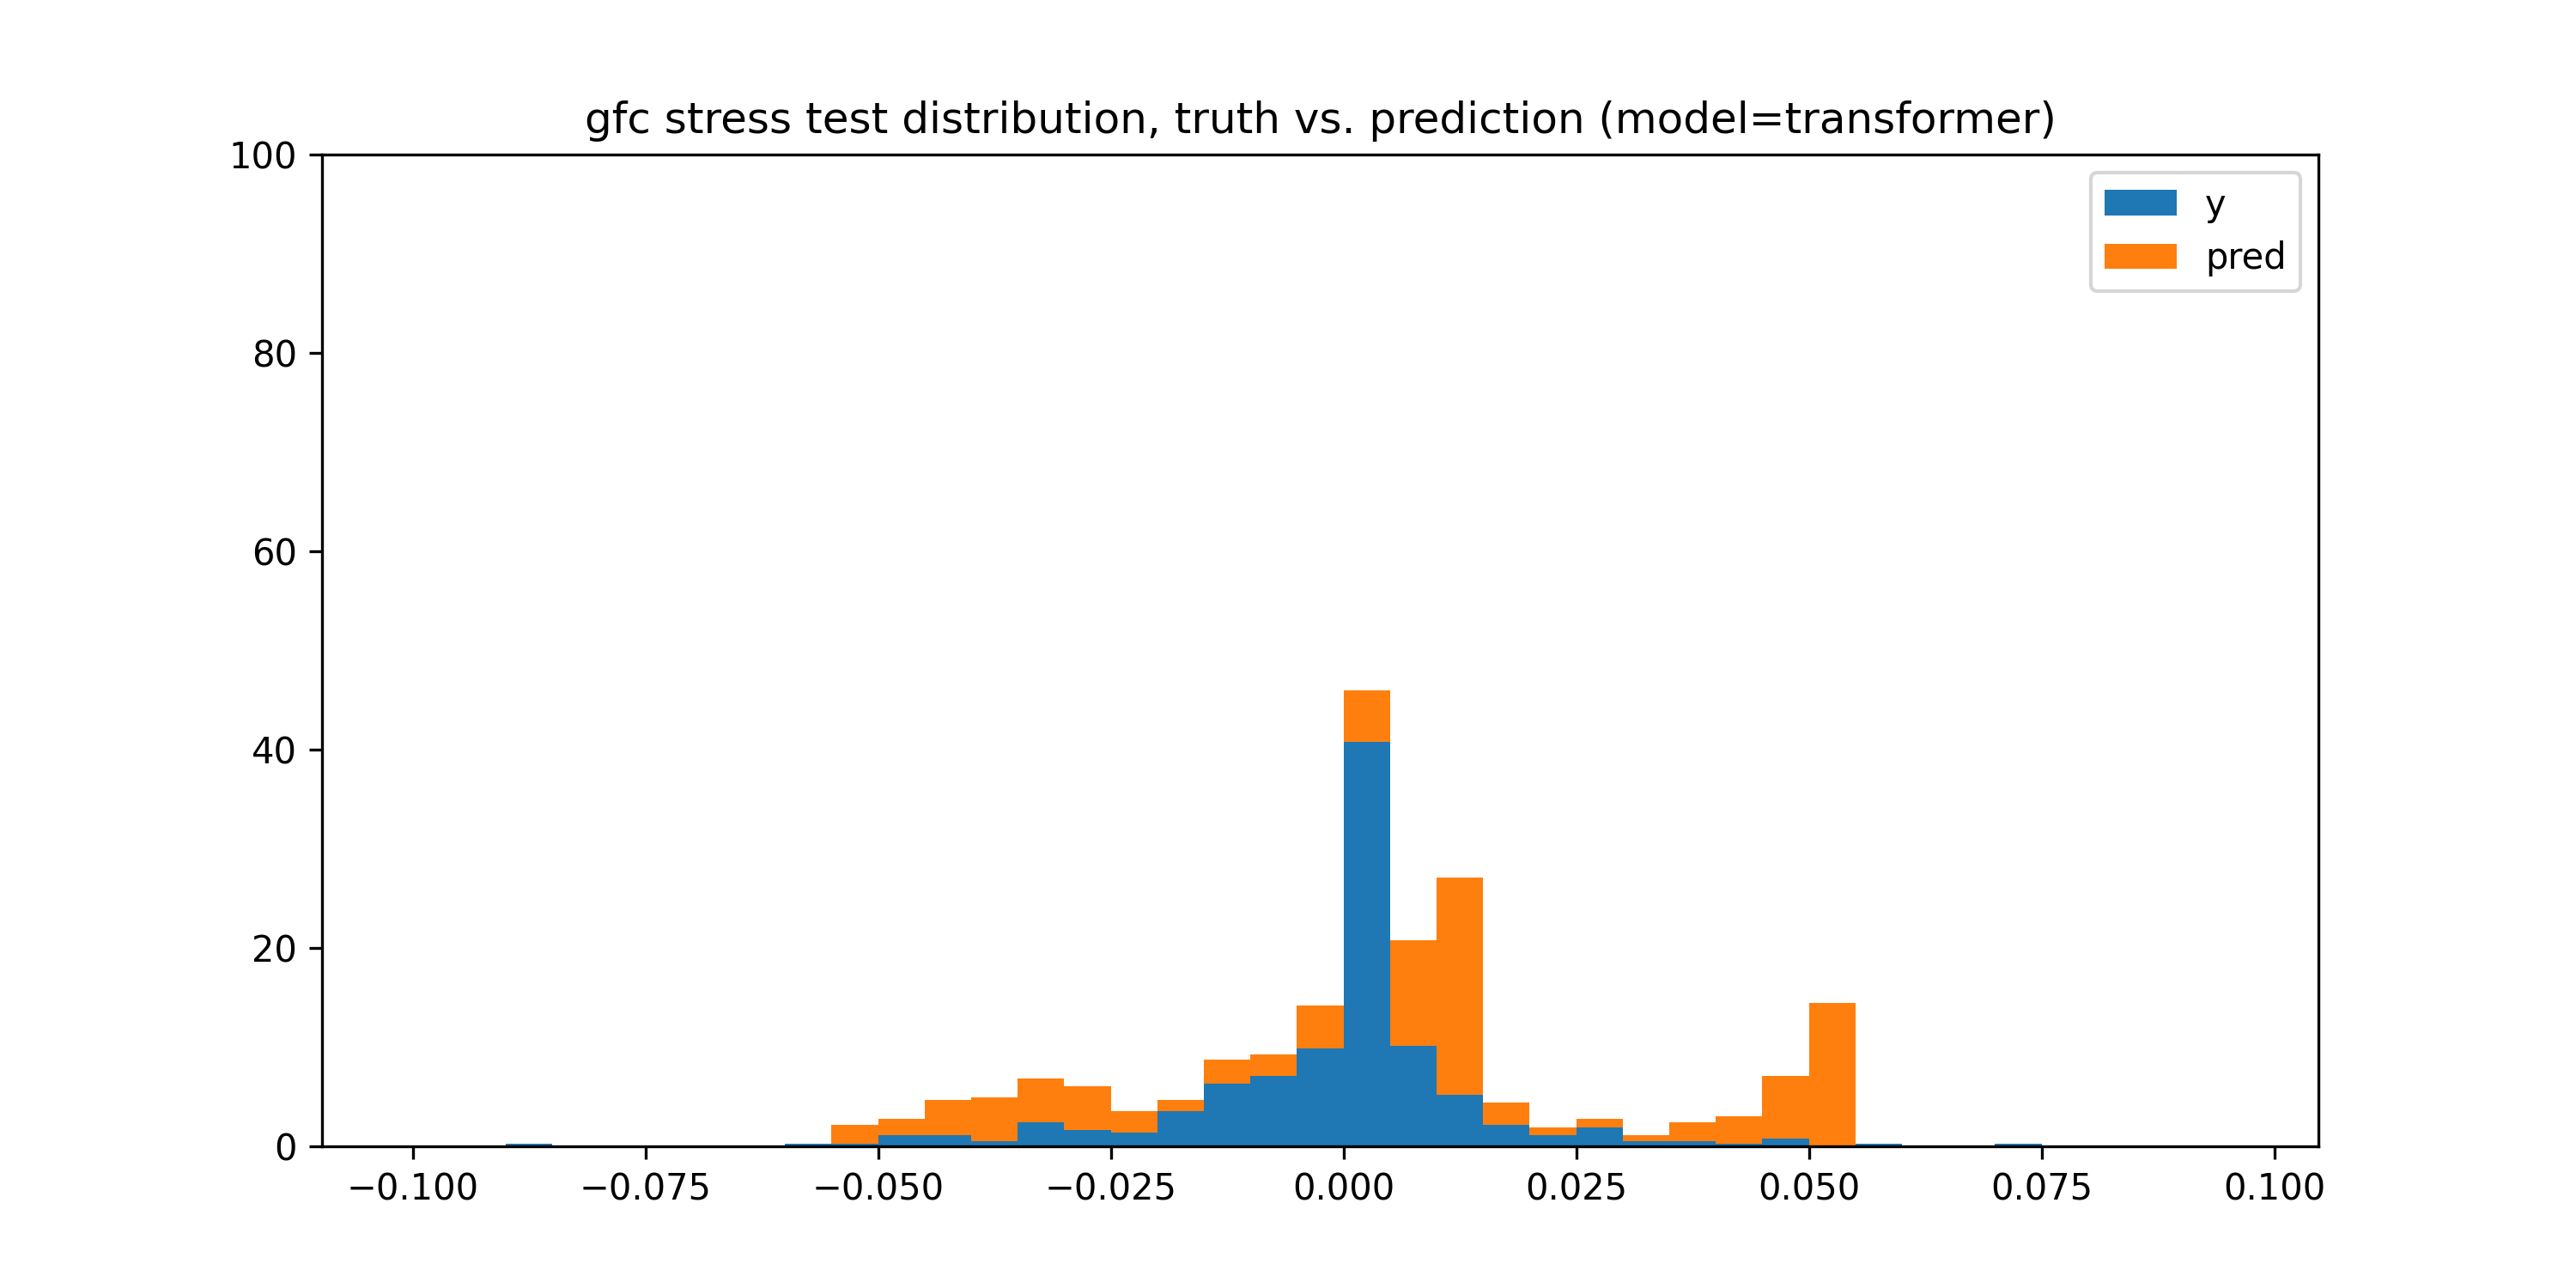 gfc stress test distribution, truth vs. prediction (model=transformer)
100
80
60
40
20
0
y
pred
−0.100 −0.075 −0.050 −0.025 0.000 0.025 0.050 0.075 0.100